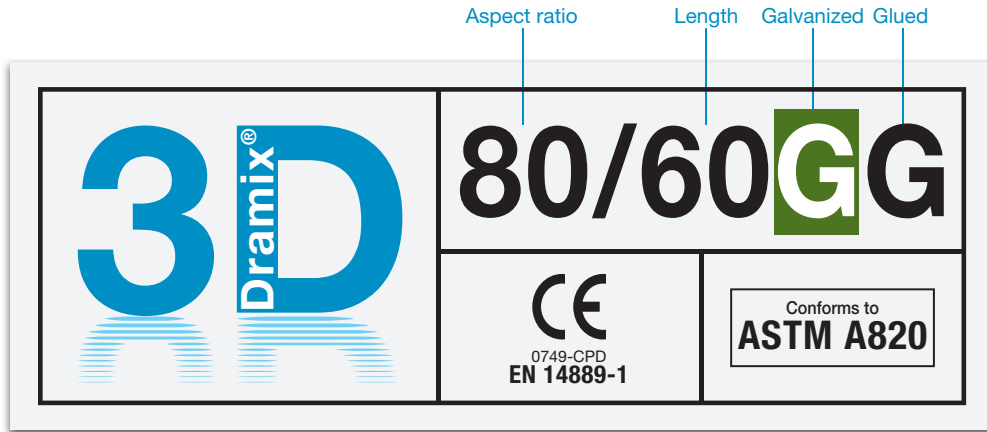 Aspect ratio Length Galvanized Glued
3D Dramix®
80/60GG
CE
0749-CPD
EN 14889-1
Conforms to
ASTM A820